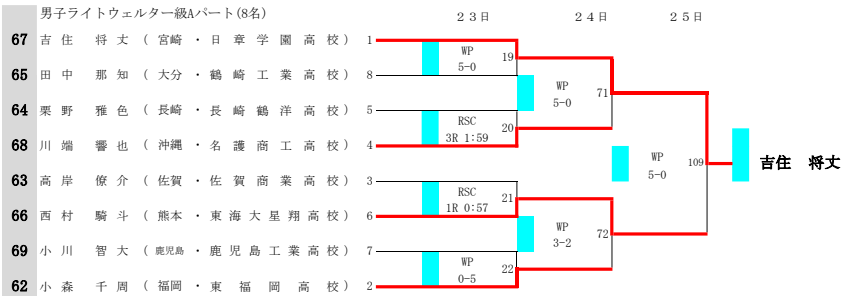 男子ライトウェルター級Aパート(8名) 23日 24日 25日
67 吉住 将丈 (宮崎・日章学園高校) 1
WP 19
65 田中 那知 (大分・鶴崎工業高校) 8
5-0
WP 71
5-0
64 栗野 雅色 (長崎・長崎鶴洋高校) 5
RSC 20
68 川端 響也 (沖縄・名護商工高校) 4
3R 1:59
WP 109 吉住 将丈
5-0
63 高岸 僚介 (佐賀・佐賀商業高校) 3
RSC 21
66 西村 騎斗 (熊本・東海大星翔高校) 6
1R 0:57
WP 72
3-2
69 小川 智大 (鹿児島・鹿児島工業高校) 7
WP 22
62 小森 千周 (福岡・東福岡高校) 2
0-5